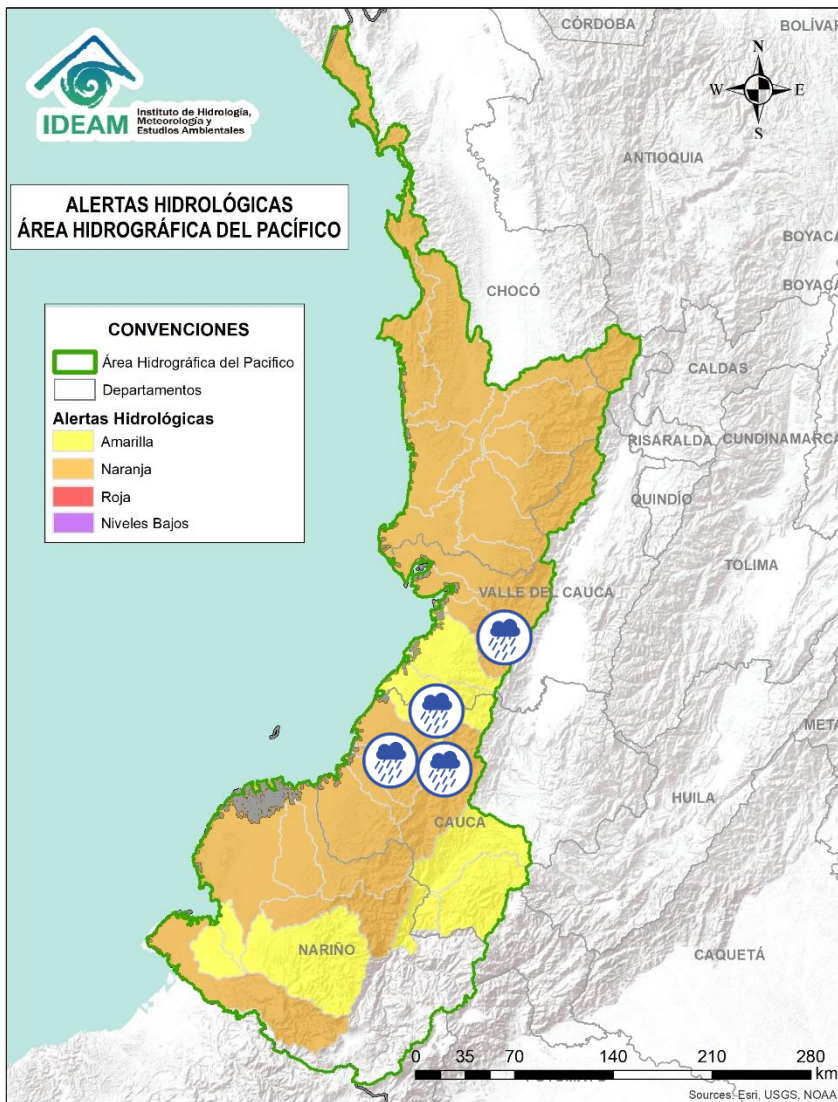 IDEAM
Instituto de Hidrología,
Meteorología y
Estudios Ambientales
ALERTAS HIDROLÓGICAS
ÁREA HIDROGRÁFICA DEL PACÍFICO
CONVENCIONES
Área Hidrográfica del Pacifico
Departamentos
Alertas Hidrológicas
Amarilla
Naranja
Roja
Niveles Bajos
N
W E
S
CÓRDOBA
BOLÍVAR
ANTIOQUIA
BOYACÁ
BOYACÁ
CHOCÓ
CALDAS
RISARALDA
CUNDINAMARCA
QUINDÍO
TOLIMA
VALLE DEL CAUCA
META
HUILA
CAUCA
NARIÑO
CAQUETÁ
0 35 70 140 210 280
km
Sources: Esri, USGS, NOAA